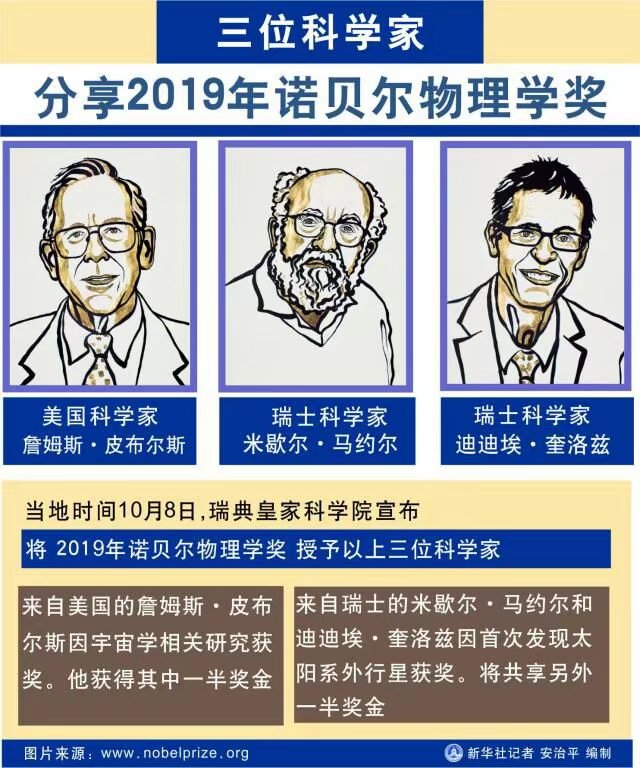 三位科学家
分享2019年诺贝尔物理学奖
美国科学家
詹姆斯·皮布尔斯
瑞士科学家
米歇尔·马约尔
瑞士科学家
迪迪埃·奎洛兹
当地时间10月8日,瑞典皇家科学院宣布
将 2019年诺贝尔物理学奖 授予以上三位科学家
来自美国的詹姆斯·皮布
尔斯因宇宙学相关研究获
奖。他获得其中一半奖金
来自瑞士的米歇尔·马约尔和
迪迪埃·奎洛兹因首次发现太
阳系外行星获奖。将共享另外
一半奖金
图片来源：www.nobelprize.org
新华社记者 安治平 编制